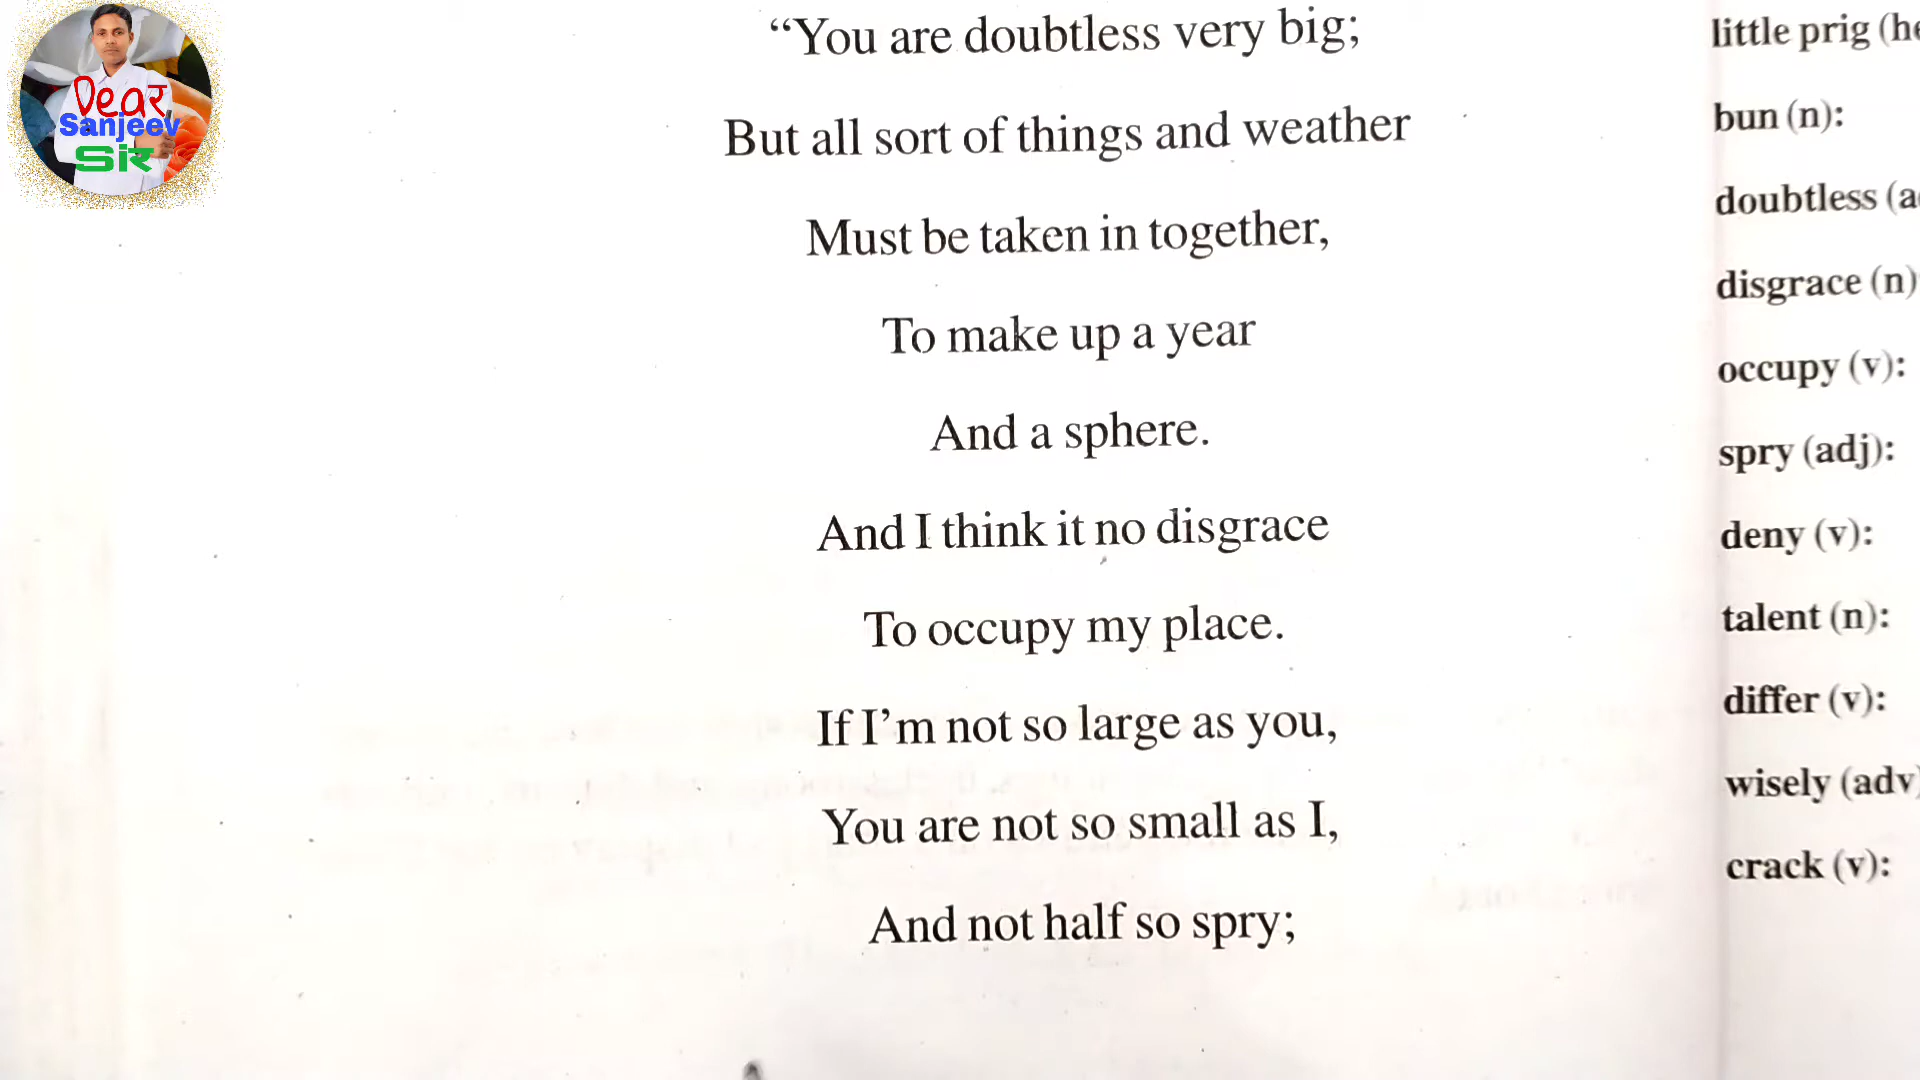 Dear
Sanjeev
Sir
“You are doubtless very big;
But all sort of things and weather
Must be taken in together,
To make up a year
And a sphere.
And I think it no disgrace
To occupy my place.
If I’m not so large as you,
You are not so small as I,
And not half so spry;
little prig
bun (n):
doubtless
disgrace (n)
occupy (v):
spry (adj):
deny (v):
talent (n):
differ (v):
wisely (adv)
crack (v):